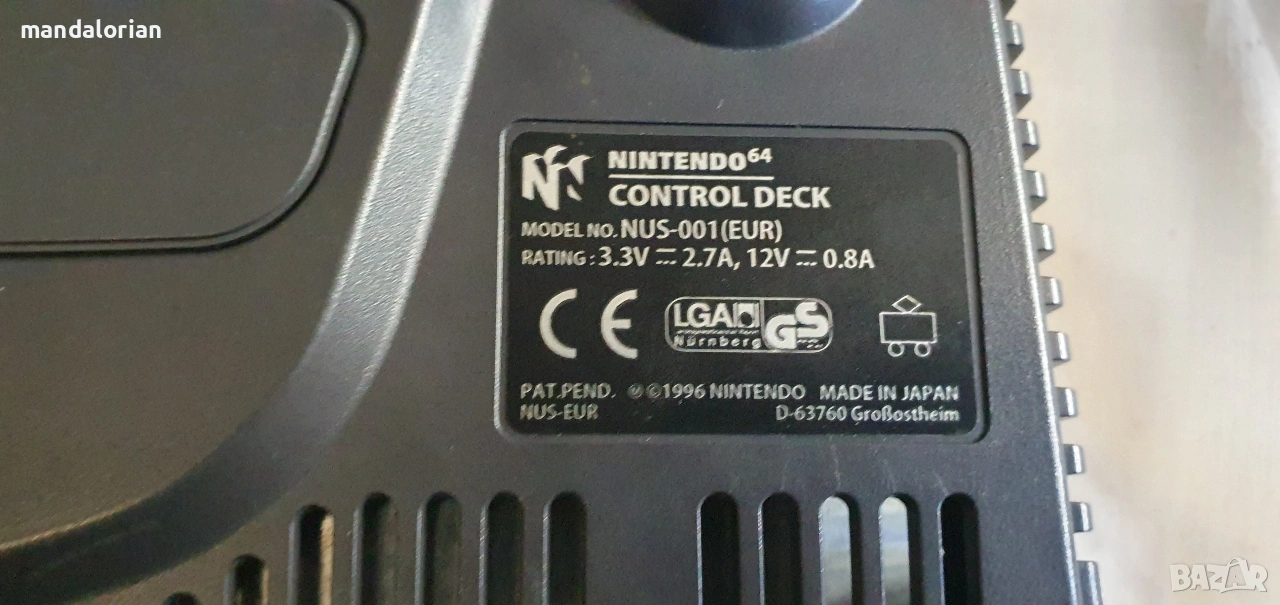 mandalorian
NINTENDO64
CONTROL DECK
MODEL NO. NUS-001(EUR)
RATING : 3.3V ⎓ 2.7A, 12V ⎓ 0.8A
CE LGA GS
Nürnberg
PAT.PEND. Ⓜ©1996 NINTENDO MADE IN JAPAN
NUS-EUR D-63760 Großostheim
BAZAR